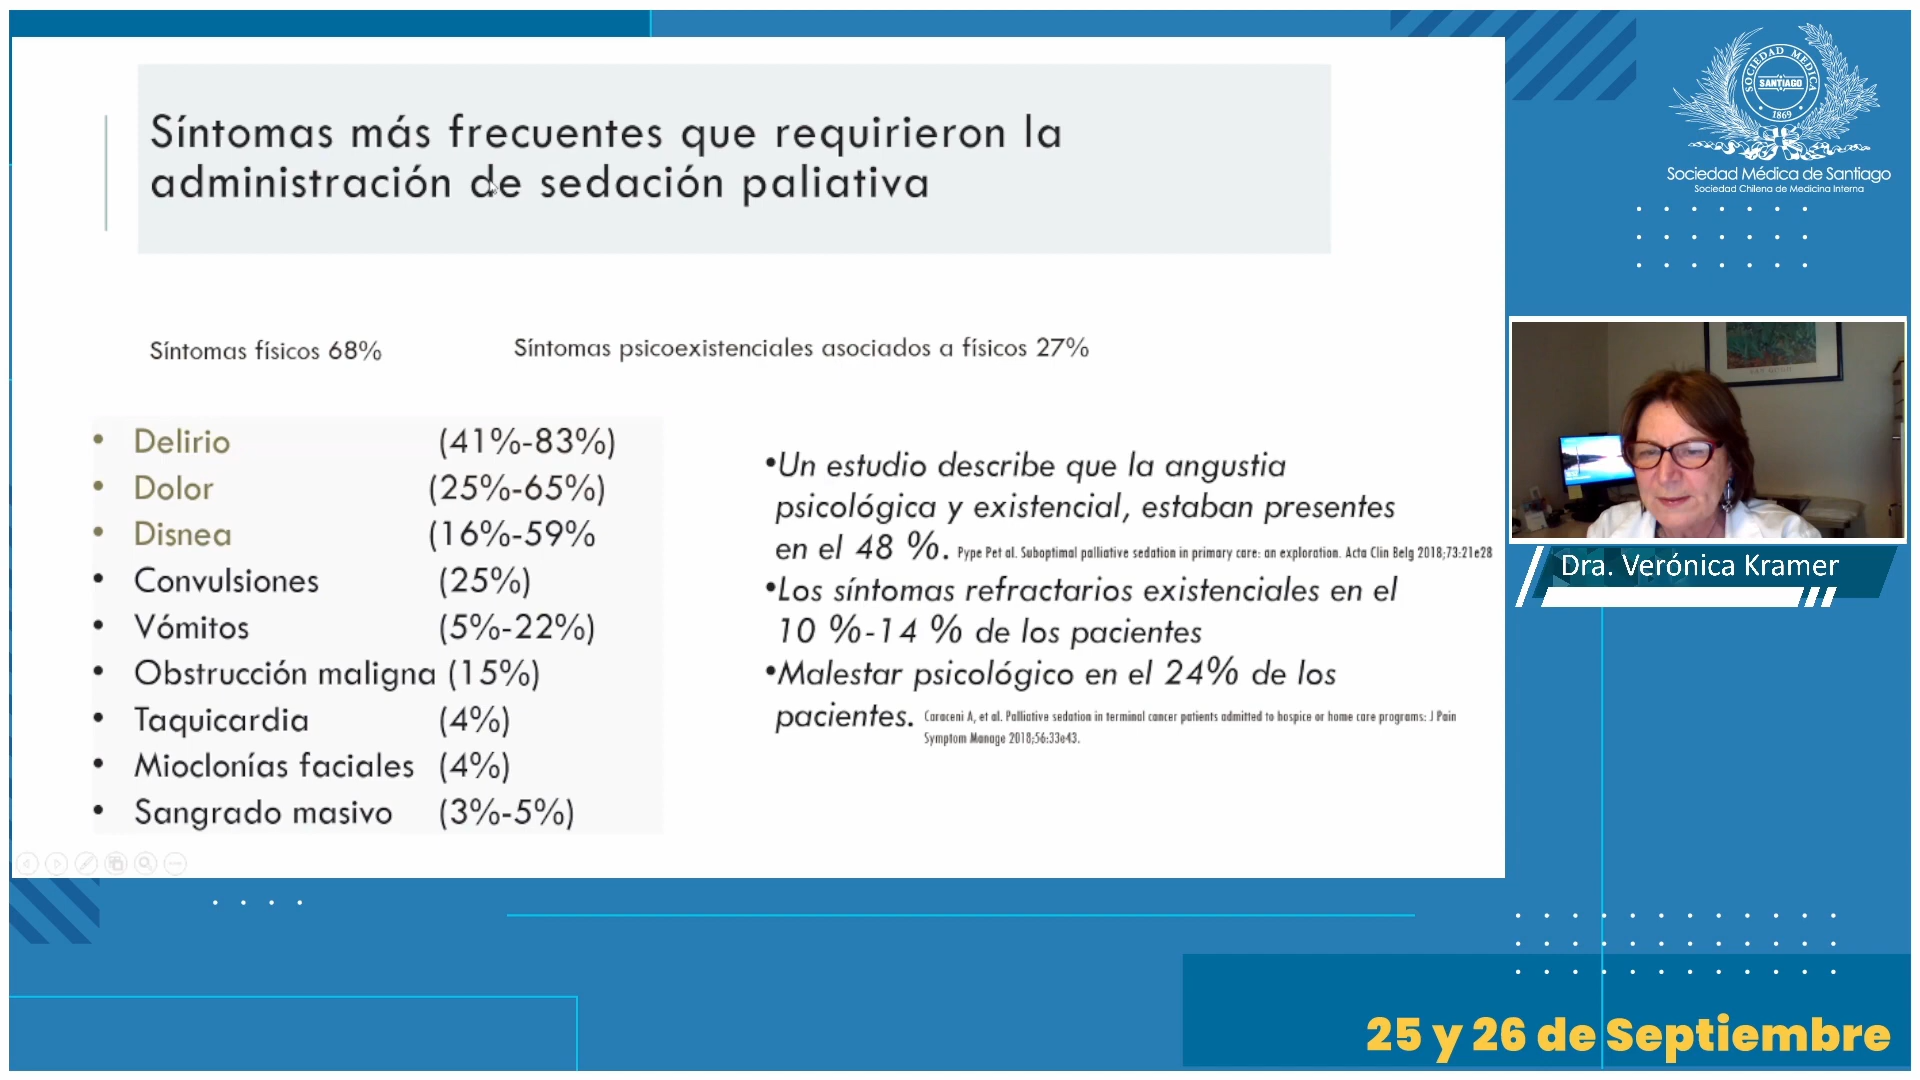 Síntomas más frecuentes que requirieron la
administración de sedación paliativa
Síntomas físicos 68%
Síntomas psicoexistenciales asociados a físicos 27%
• Delirio (41%-83%)
• Dolor (25%-65%)
• Disnea (16%-59%
• Convulsiones (25%)
• Vómitos (5%-22%)
• Obstrucción maligna (15%)
• Taquicardia (4%)
• Mioclonías faciales (4%)
• Sangrado masivo (3%-5%)
•Un estudio describe que la angustia
psicológica y existencial, estaban presentes
en el 48 %. Pype Pet al. Suboptimal palliative sedation in primary care: an exploration. Acta Clin Belg 2018;73:21e28
•Los síntomas refractarios existenciales en el
10 %-14 % de los pacientes
•Malestar psicológico en el 24% de los
pacientes. Caraceni A, et al. Palliative sedation in terminal cancer patients admitted to hospice or home care programs: J Pain
Symptom Manage 2018;56:33e43.
SOCIEDAD MEDICA
SANTIAGO
1869
Sociedad Médica de Santiago
Sociedad Chilena de Medicina Interna
Dra. Verónica Kramer
25 y 26 de Septiembre